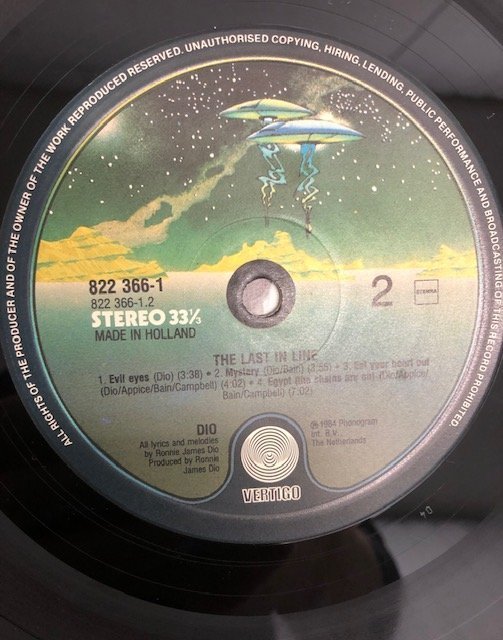 ALL RIGHTS OF THE PRODUCER AND OF THE OWNER OF THE WORK REPRODUCED RESERVED. UNAUTHORISED COPYING, HIRING, LENDING, PUBLIC PERFORMANCE AND BROADCASTING OF THIS RECORD PROHIBITED.
822 366-1
822 366-1.2
STEREO 33⅓
MADE IN HOLLAND
2
STEMRA
THE LAST IN LINE
1. Evil eyes (Dio) (3:38) • 2. Mystery (Dio/Bain) (3:56) • 3. Eat your heart out
(Dio/Appice/Bain/Campbell) (4:02) • 4. Egypt (the chains are on) (Dio/Appice/
Bain/Campbell) (7:02)
DIO
All lyrics and melodies
by Ronnie James Dio
Produced by Ronnie
James Dio
℗ 1984 Phonogram
Int. B.V.,
The Netherlands
VERTIGO